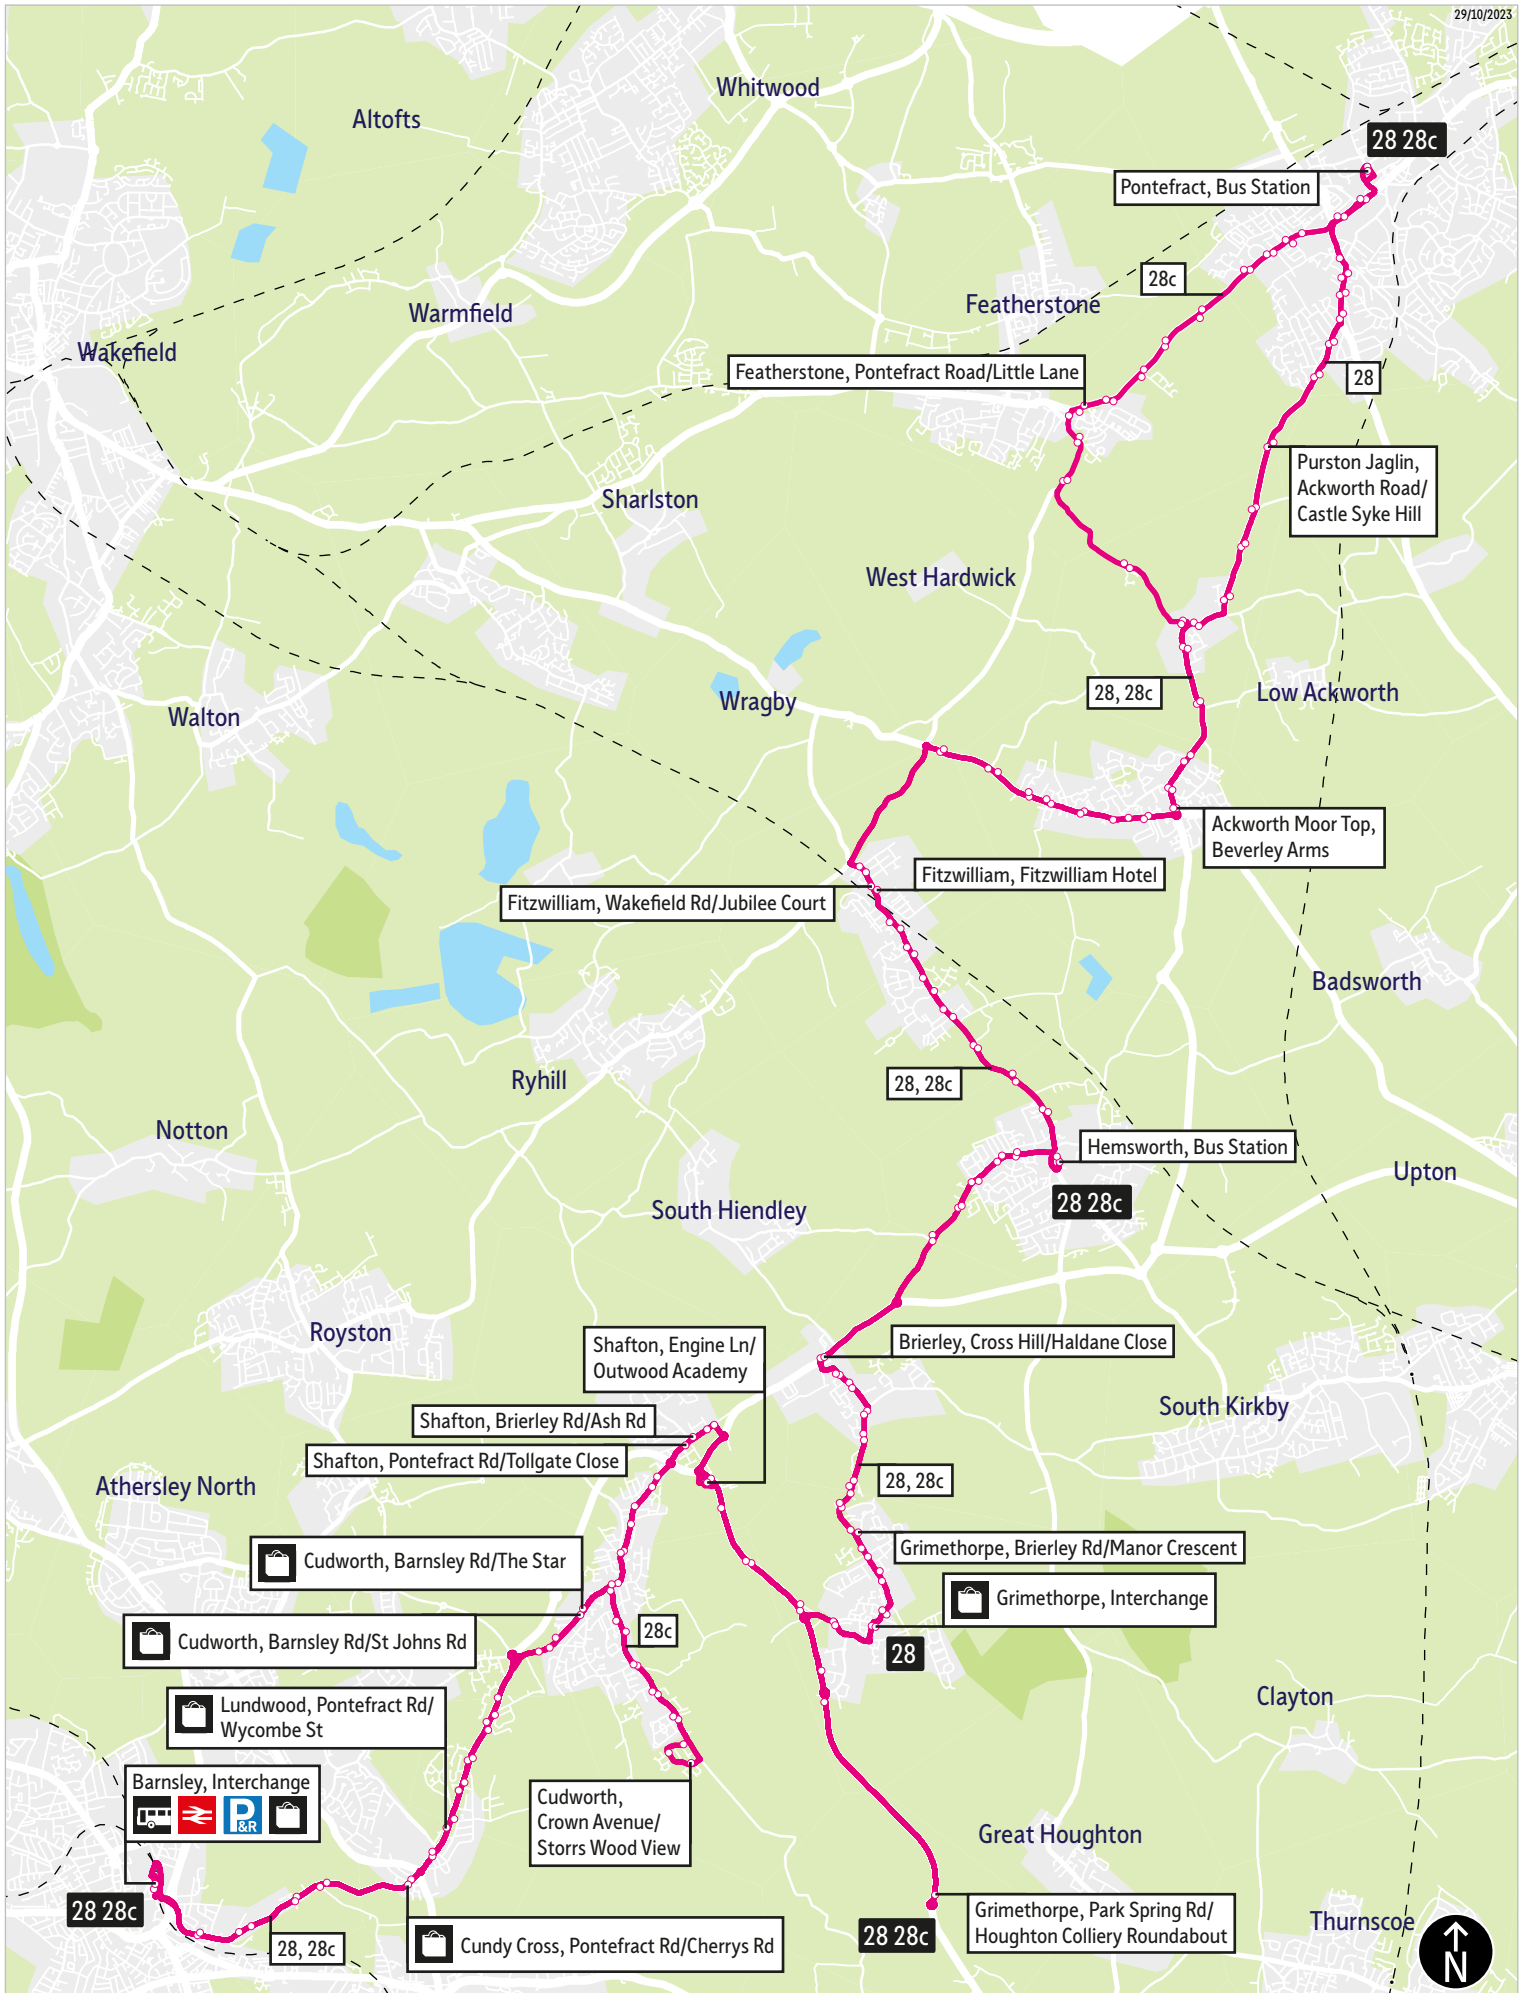 29/10/2023
Whitwood
Altofts
28 28c
Pontefract, Bus Station
28c
Featherstone
Warmfield
Wakefield
Featherstone, Pontefract Road/Little Lane
28
Purston Jaglin,
Ackworth Road/
Castle Syke Hill
Sharlston
West Hardwick
28, 28c
Low Ackworth
Wragby
Walton
Ackworth Moor Top,
Beverley Arms
Fitzwilliam, Fitzwilliam Hotel
Fitzwilliam, Wakefield Rd/Jubilee Court
Badsworth
Ryhill
28, 28c
Notton
Hemsworth, Bus Station
Upton
28 28c
South Hiendley
Royston
Shafton, Engine Ln/
Outwood Academy
Brierley, Cross Hill/Haldane Close
South Kirkby
Shafton, Brierley Rd/Ash Rd
Shafton, Pontefract Rd/Tollgate Close
Athersley North
28, 28c
Cudworth, Barnsley Rd/The Star
Grimethorpe, Brierley Rd/Manor Crescent
Grimethorpe, Interchange
Cudworth, Barnsley Rd/St Johns Rd
28c
28
Lundwood, Pontefract Rd/
Wycombe St
Clayton
Barnsley, Interchange
P
&R
Cudworth,
Crown Avenue/
Storrs Wood View
Great Houghton
28 28c
28, 28c
Cundy Cross, Pontefract Rd/Cherrys Rd
28 28c
Grimethorpe, Park Spring Rd/
Houghton Colliery Roundabout
Thurnscoe
N